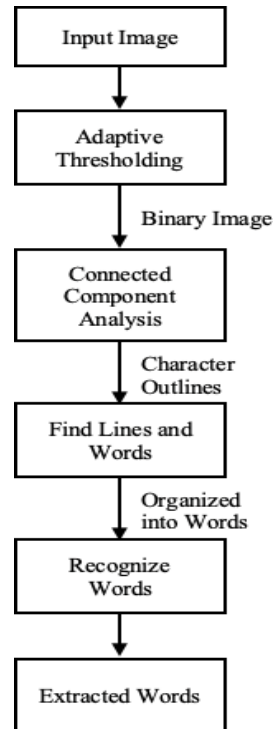 Input Image
Adaptive
Thresholding
Binary Image
Connected
Component
Analysis
Character
Outlines
Find Lines and
Words
Organized
into Words
Recognize
Words
Extracted Words